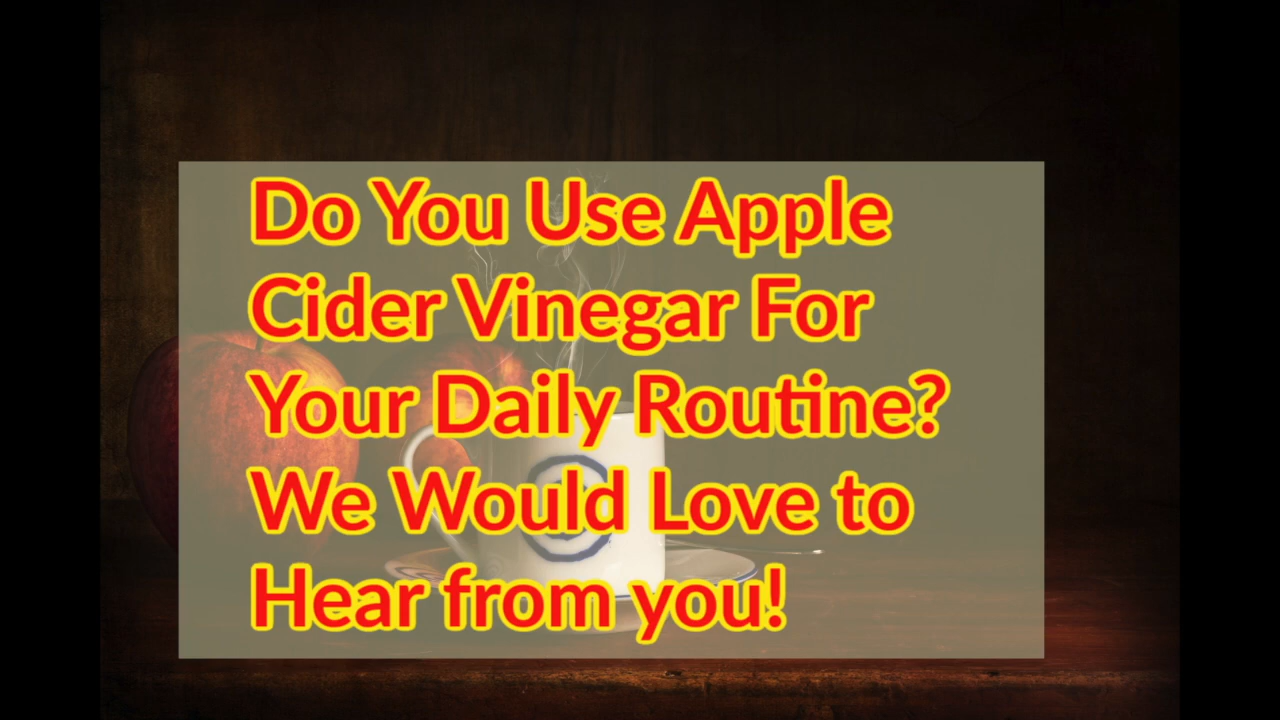 Do You Use Apple
Cider Vinegar For
Your Daily Routine?
We Would Love to
Hear from you!